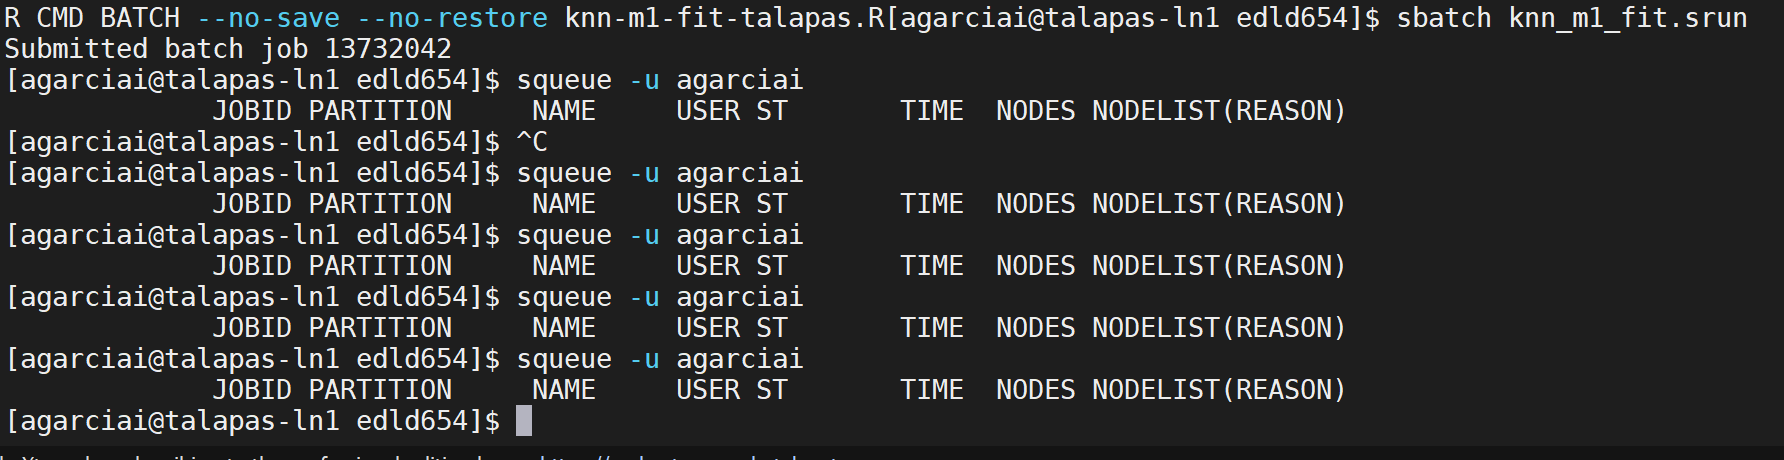 R CMD BATCH --no-save --no-restore knn-m1-fit-talapas.R[agarciai@talapas-ln1 edld654]$ sbatch knn_m1_fit.srun
Submitted batch job 13732042
[agarciai@talapas-ln1 edld654]$ squeue -u agarciai
JOBID PARTITION NAME USER ST TIME NODES NODELIST(REASON)
[agarciai@talapas-ln1 edld654]$ ^C
[agarciai@talapas-ln1 edld654]$ squeue -u agarciai
JOBID PARTITION NAME USER ST TIME NODES NODELIST(REASON)
[agarciai@talapas-ln1 edld654]$ squeue -u agarciai
JOBID PARTITION NAME USER ST TIME NODES NODELIST(REASON)
[agarciai@talapas-ln1 edld654]$ squeue -u agarciai
JOBID PARTITION NAME USER ST TIME NODES NODELIST(REASON)
[agarciai@talapas-ln1 edld654]$ squeue -u agarciai
JOBID PARTITION NAME USER ST TIME NODES NODELIST(REASON)
[agarciai@talapas-ln1 edld654]$